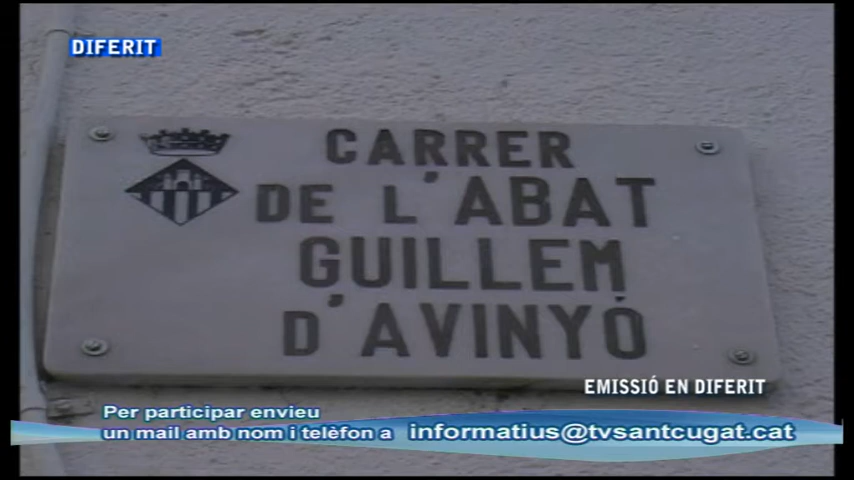 DIFERIT
CARRER
DE L'ABAT
GUILLEM
D'AVINYÓ
EMISSIÓ EN DIFERIT
Per participar envieu
un mail amb nom i telèfon a informatius@tvsantcugat.cat